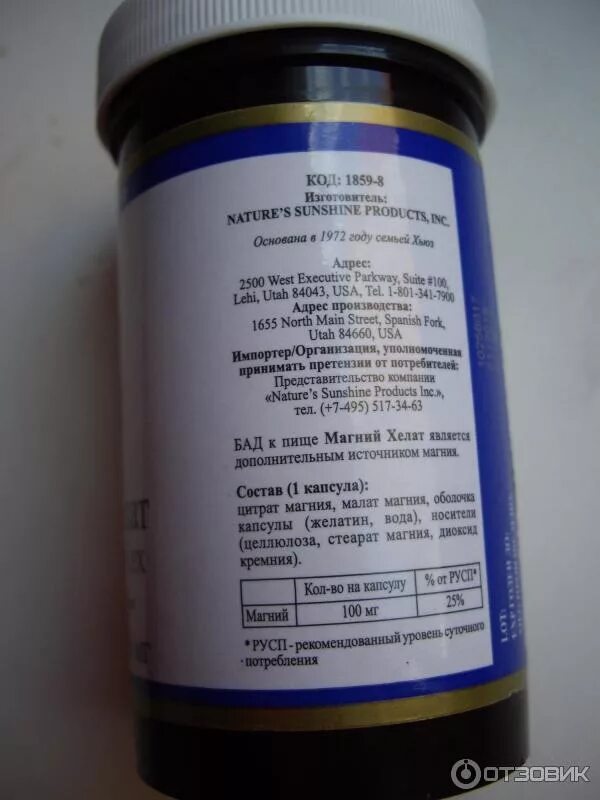 КОД: 1859-8
Изготовитель:
NATURE'S SUNSHINE PRODUCTS, INC.
Основана в 1972 году семьей Хьюз
Адрес:
2500 West Executive Parkway, Suite #100,
Lehi, Utah 84043, USA, Tel. 1-801-341-7900
Адрес производства:
1655 North Main Street, Spanish Fork,
Utah 84660, USA
Импортер/Организация, уполномоченная
принимать претензии от потребителей:
Представительство компании
«Nature's Sunshine Products Inc.»,
тел. (+7-495) 517-34-63
БАД к пище Магний Хелат является
дополнительным источником магния.
Состав (1 капсула):
цитрат магния, малат магния, оболочка
капсулы (желатин, вода), носители
(целлюлоза, стеарат магния, диоксид
кремния).
Кол-во на капсулу % от РУСП*
Магний 100 мг 25%
*РУСП - рекомендованный уровень суточного
потребления
LOT:
ОТЗОВИК